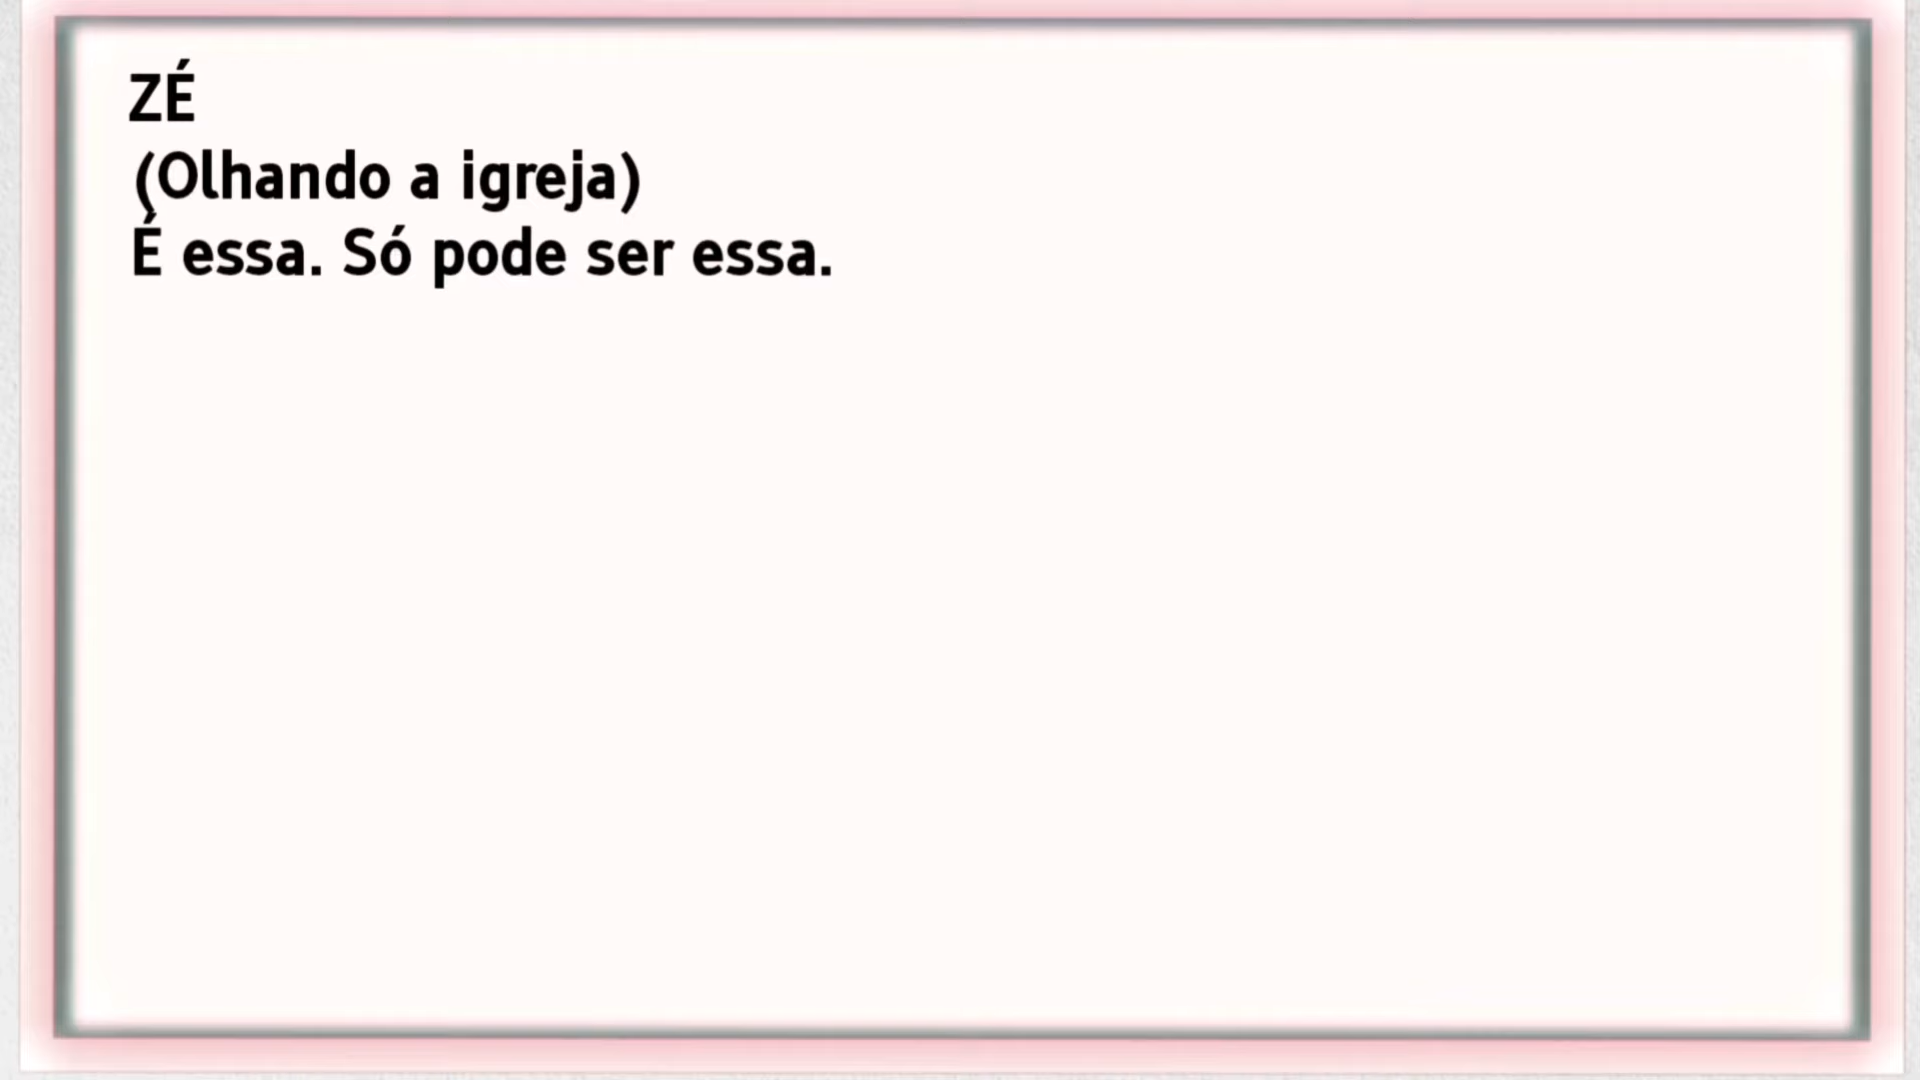 ZÉ
(Olhando a igreja)
É essa. Só pode ser essa.